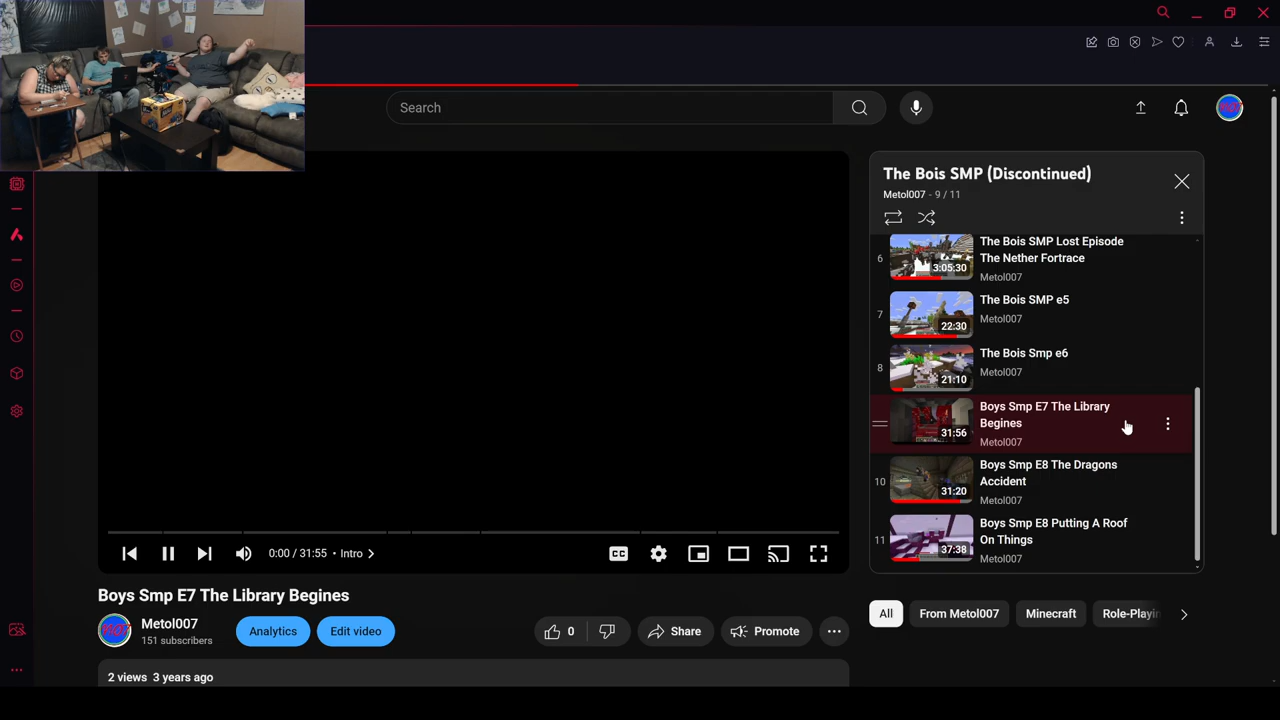 Search
The Bois SMP (Discontinued)
Metol007 - 9 / 11
6
3:05:30
The Bois SMP Lost Episode
The Nether Fortrace
Metol007
7
22:30
The Bois SMP e5
Metol007
8
21:10
The Bois Smp e6
Metol007
31:56
Boys Smp E7 The Library
Begines
Metol007
10
31:20
Boys Smp E8 The Dragons
Accident
Metol007
11
37:38
Boys Smp E8 Putting A Roof
On Things
Metol007
0:00 / 31:55 • Intro
CC
Boys Smp E7 The Library Begines
Metol007
151 subscribers
Analytics
Edit video
0
Share
Promote
All
From Metol007
Minecraft
Role-Playin
2 views 3 years ago